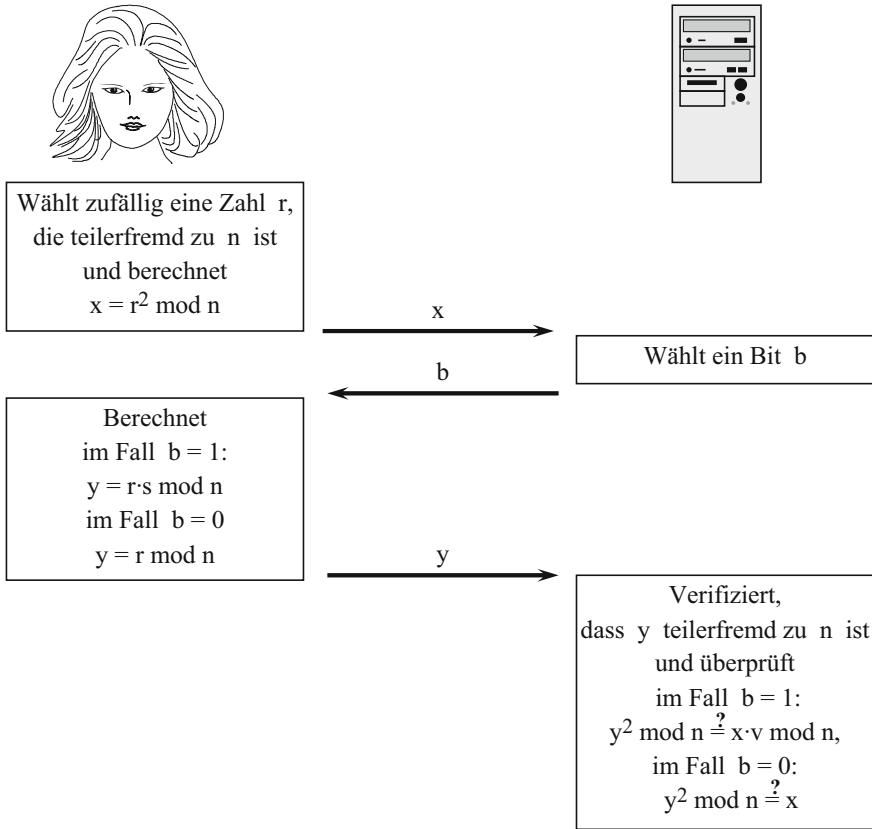 Wählt zufällig eine Zahl r,
die teilerfremd zu n ist
und berechnet
x = r² mod n
x
Wählt ein Bit b
b
Berechnet
im Fall b = 1:
y = r·s mod n
im Fall b = 0
y = r mod n
y
Verifiziert,
dass y teilerfremd zu n ist
und überprüft
im Fall b = 1:
y² mod n ≟ x·v mod n,
im Fall b = 0:
y² mod n ≟ x